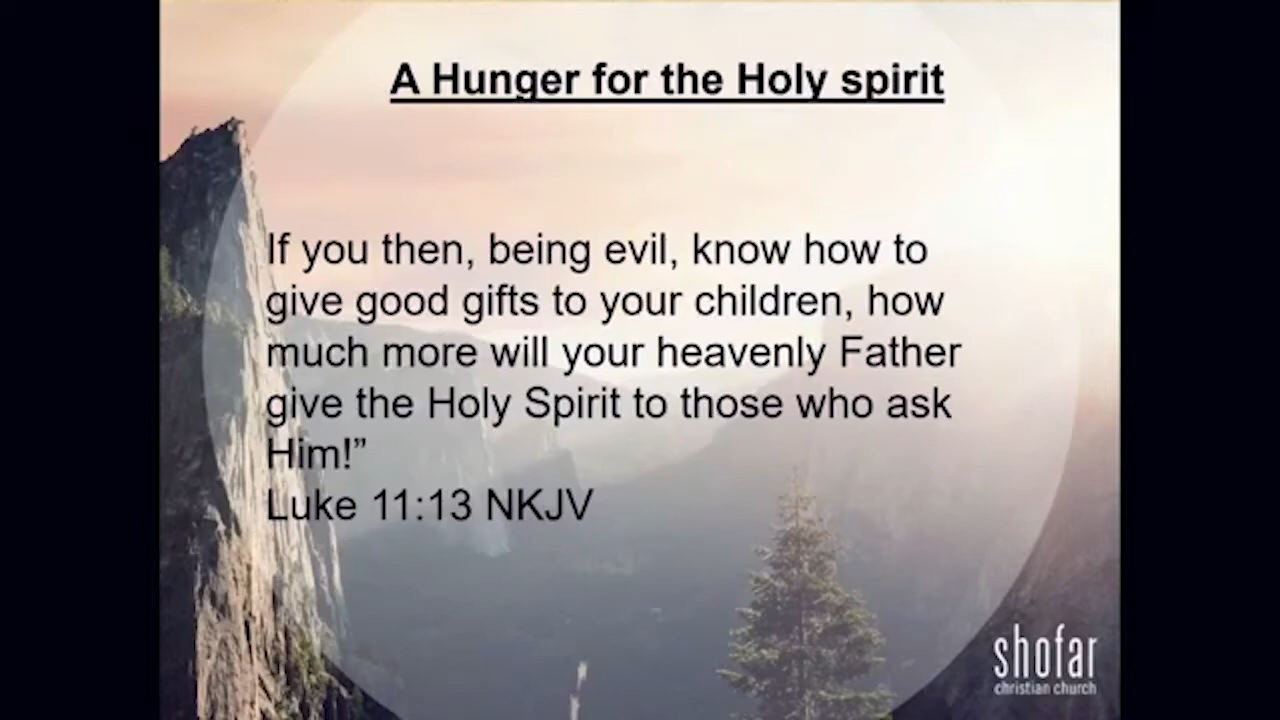 A Hunger for the Holy spirit
If you then, being evil, know how to
give good gifts to your children, how
much more will your heavenly Father
give the Holy Spirit to those who ask
Him!”
Luke 11:13 NKJV
shofar
christian church